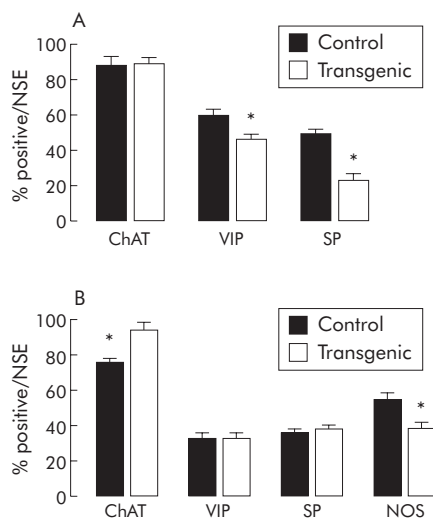 A
Control
Transgenic
% positive/NSE
100
80
60
40
20
0
*
*
ChAT
VIP
SP
B
Control
Transgenic
% positive/NSE
100
80
60
40
20
0
*
*
ChAT
VIP
SP
NOS